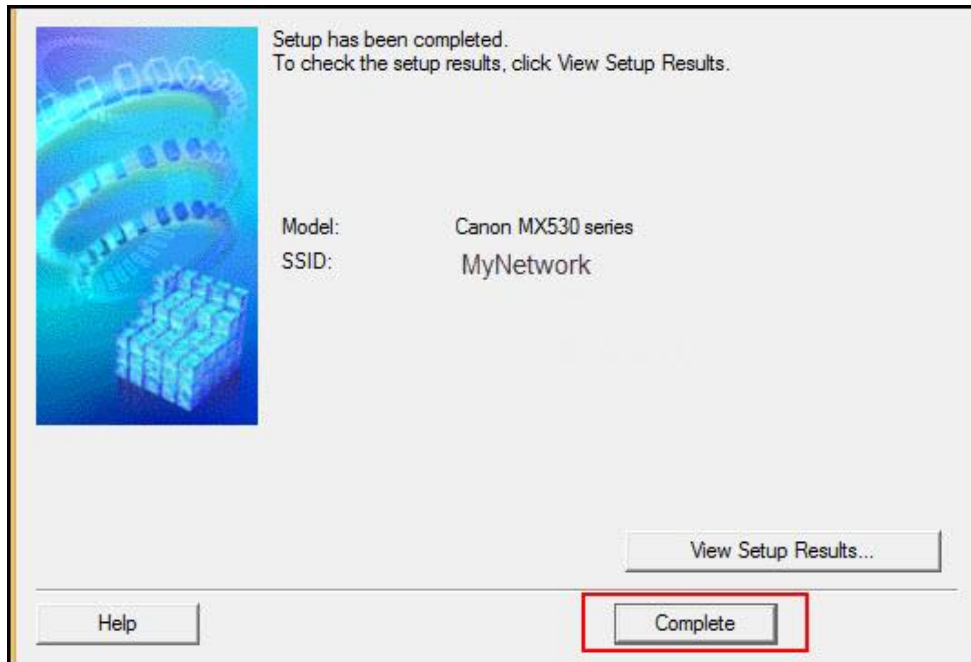 Setup has been completed.
To check the setup results, click View Setup Results.
Model: Canon MX530 series
SSID: MyNetwork
View Setup Results...
Help Complete